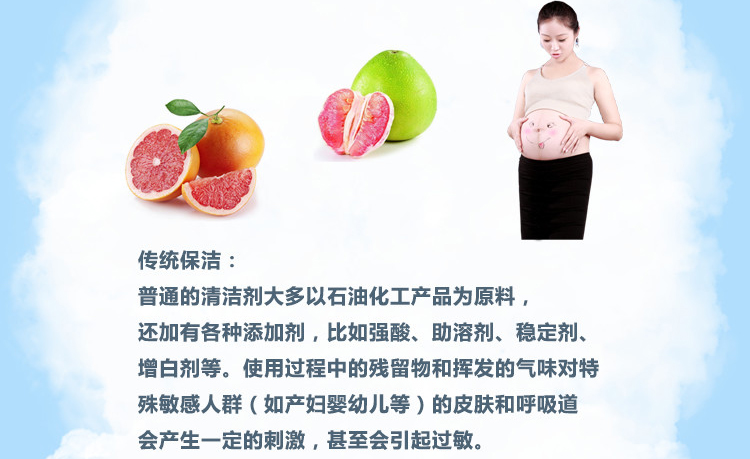 传统保洁：
普通的清洁剂大多以石油化工产品为原料，
还加有各种添加剂，比如强酸、助溶剂、稳定剂、
增白剂等。使用过程中的残留物和挥发的气味对特
殊敏感人群（如产妇婴幼儿等）的皮肤和呼吸道
会产生一定的刺激，甚至会引起过敏。